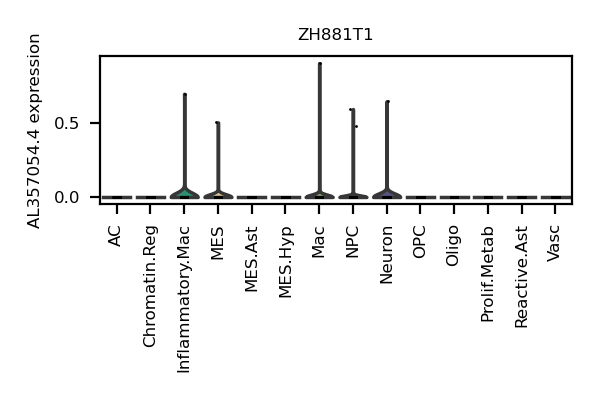 ZH881T1
AL357054.4 expression
0.5
0.0
AC
Chromatin.Reg
Inflammatory.Mac
MES
MES.Ast
MES.Hyp
Mac
NPC
Neuron
OPC
Oligo
Prolif.Metab
Reactive.Ast
Vasc